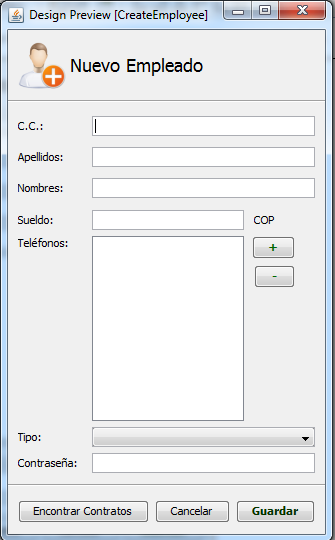 Design Preview [CreateEmployee]
Nuevo Empleado
C.C.:
Apellidos:
Nombres:
Sueldo: COP
Teléfonos: +
-
Tipo:
Contraseña:
Encontrar Contratos Cancelar Guardar